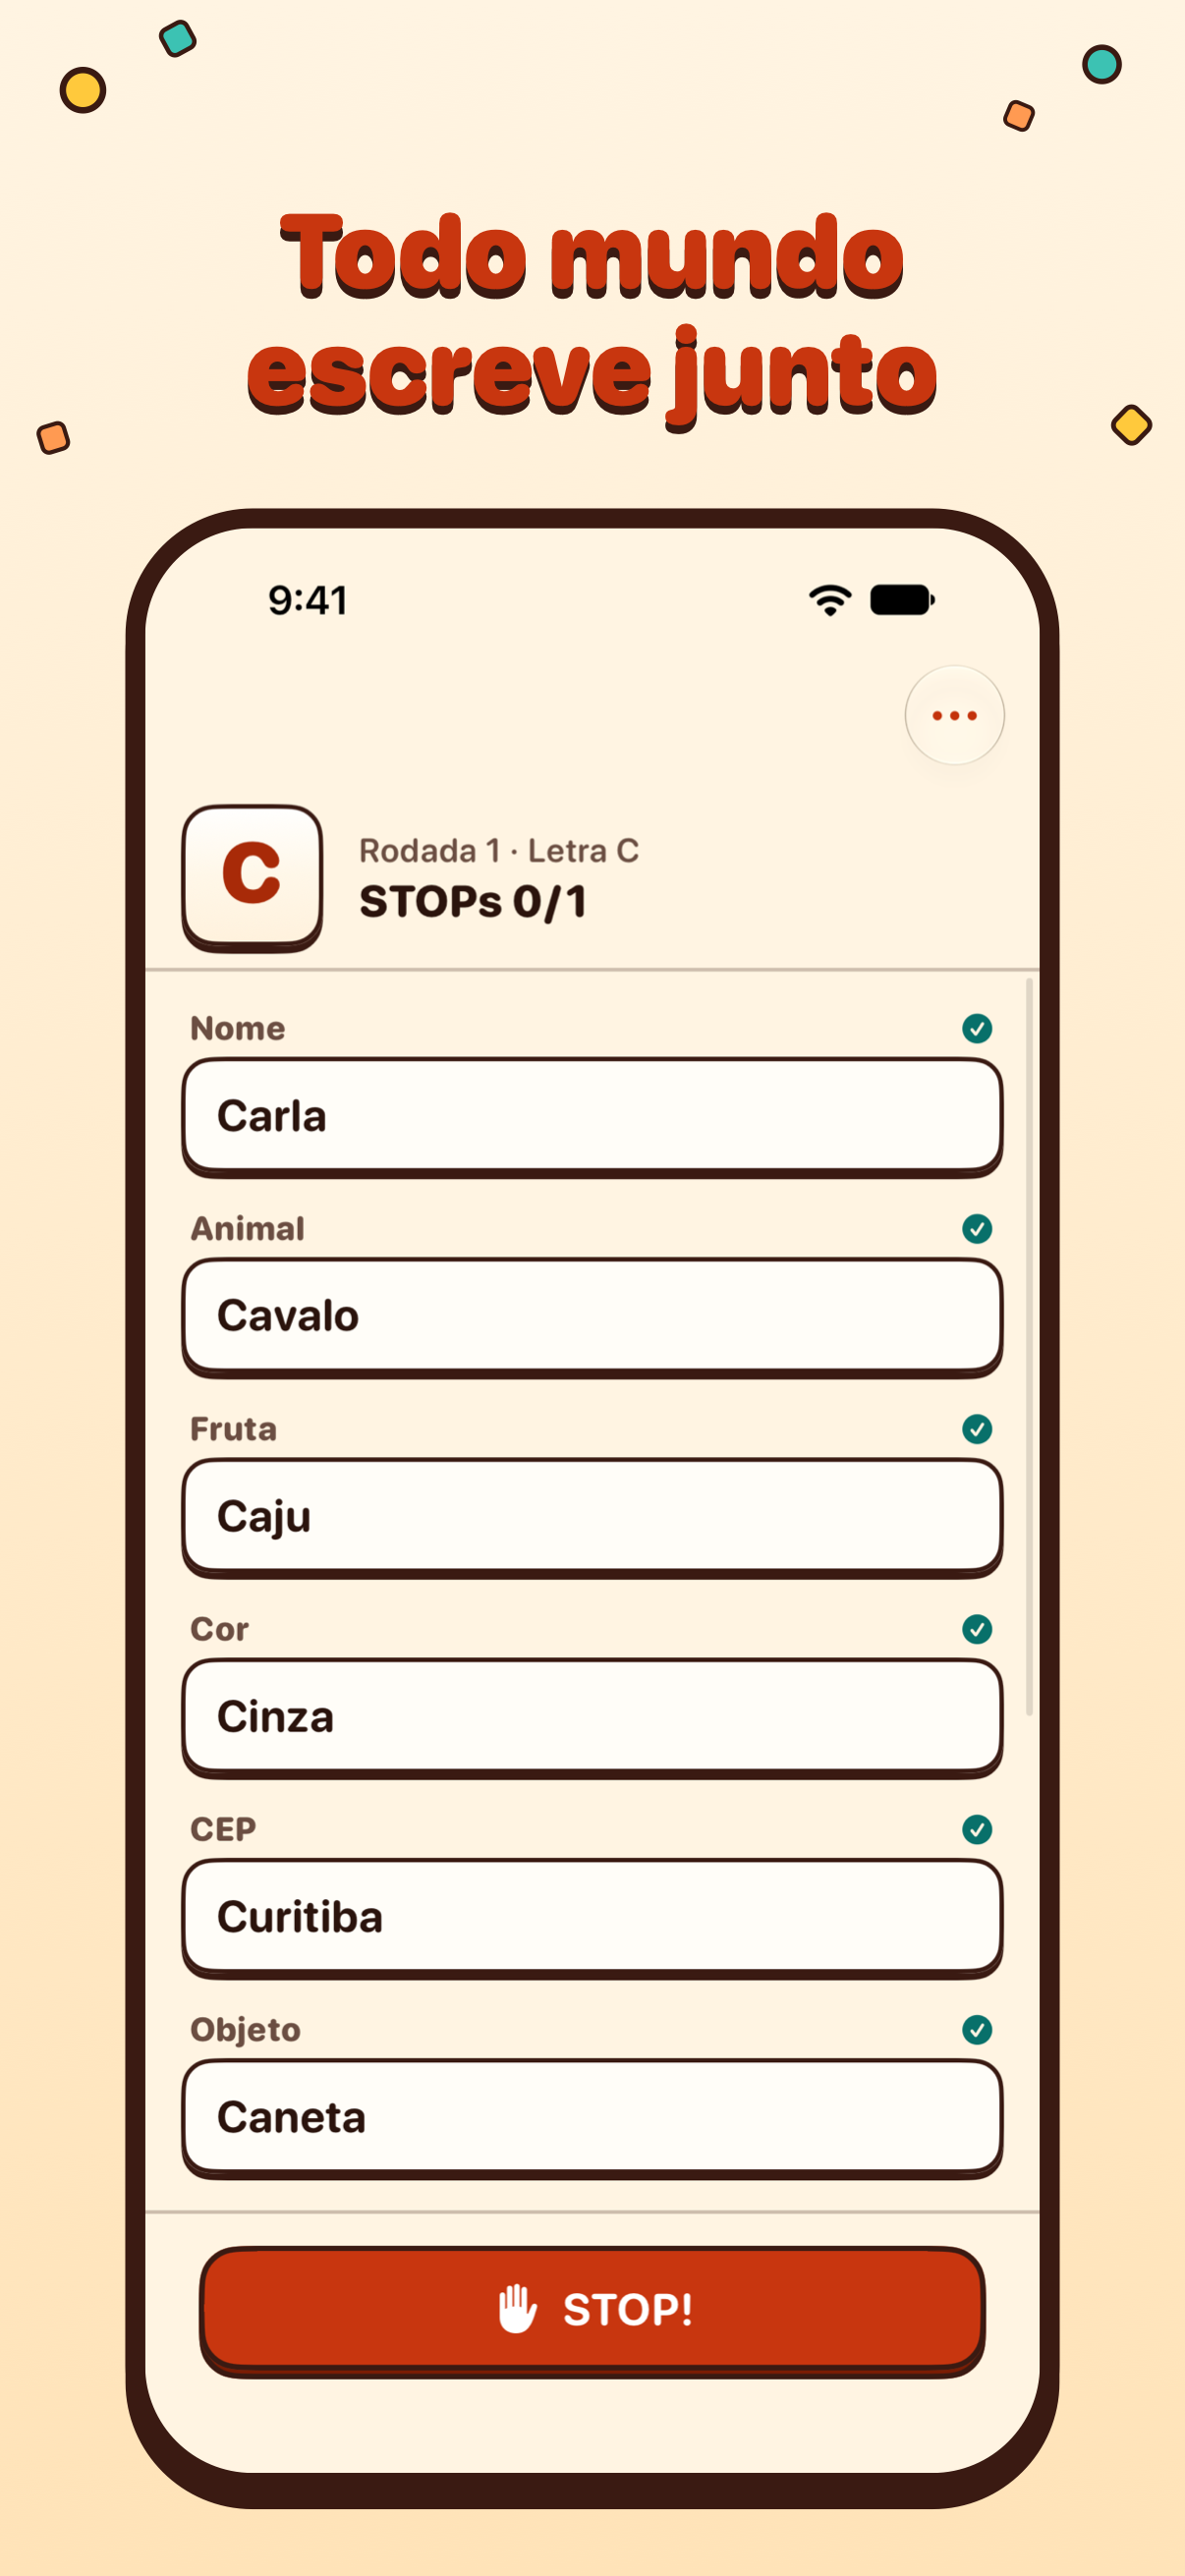 Todo mundo
escreve junto
9:41
C
Rodada 1 · Letra C
STOPs 0/1
Nome
Carla
Animal
Cavalo
Fruta
Caju
Cor
Cinza
CEP
Curitiba
Objeto
Caneta
STOP!